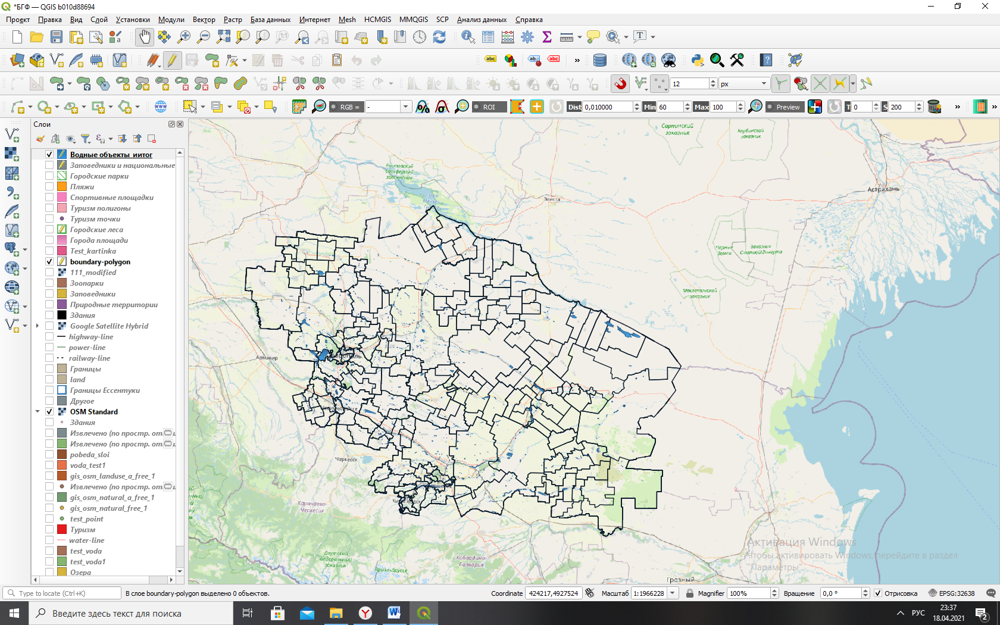 *БГФ — QGIS b010d88694
Проект Правка Вид Слой Установки Модули Вектор Растр База данных Интернет Mesh HCMGIS MMQGIS SCP Анализ данных Справка
12 px
RGB = - ROI Dist 0,010000 Min 60 Max 100 Preview T 0 S 200
Слои
Водные объекты_иитог
Заповедники и национальные
Городские парки
Пляжи
Спортивные площадки
Туризм полигоны
Туризм точки
Городские леса
Города площади
Test_kartinka
boundary-polygon
111_modified
Зоопарки
Заповедники
Природные территории
Здания
Google Satellite Hybrid
highway-line
power-line
railway-line
Границы
land
Границы Ессентуки
Другое
OSM Standard
Здания
Извлечено (по простр. от
Извлечено (по простр. от
pobeda_sloi
voda_test1
gis_osm_landuse_a_free_1
Извлечено (по простр. от
gis_osm_natural_a_free_1
gis_osm_natural_free_1
test_point
Туризм
water-line
test_voda
test_voda1
Озера
Сарпинский заказник
Харбинский заказник
Ростовский биосферный заповедник
Элиста
Астрахань
Черные Земли
Заказник Степной
Меклетинский заказник
Армавир
Черкесск
Карачаево-Черкесия
Даутский федеральный заказник
Кабардино-Балкария
Приэльбрусье
Грозный
Активация Windows
Чтобы активировать Windows, перейдите в раздел
"Параметры".
Type to locate (Ctrl+K) В слое boundary-polygon выделено 0 объектов. Coordinate 424217,4927524 Масштаб 1:1966228 Magnifier 100% Вращение 0,0 ° Отрисовка EPSG:32638
Введите здесь текст для поиска
РУС
23:37
18.04.2021
2